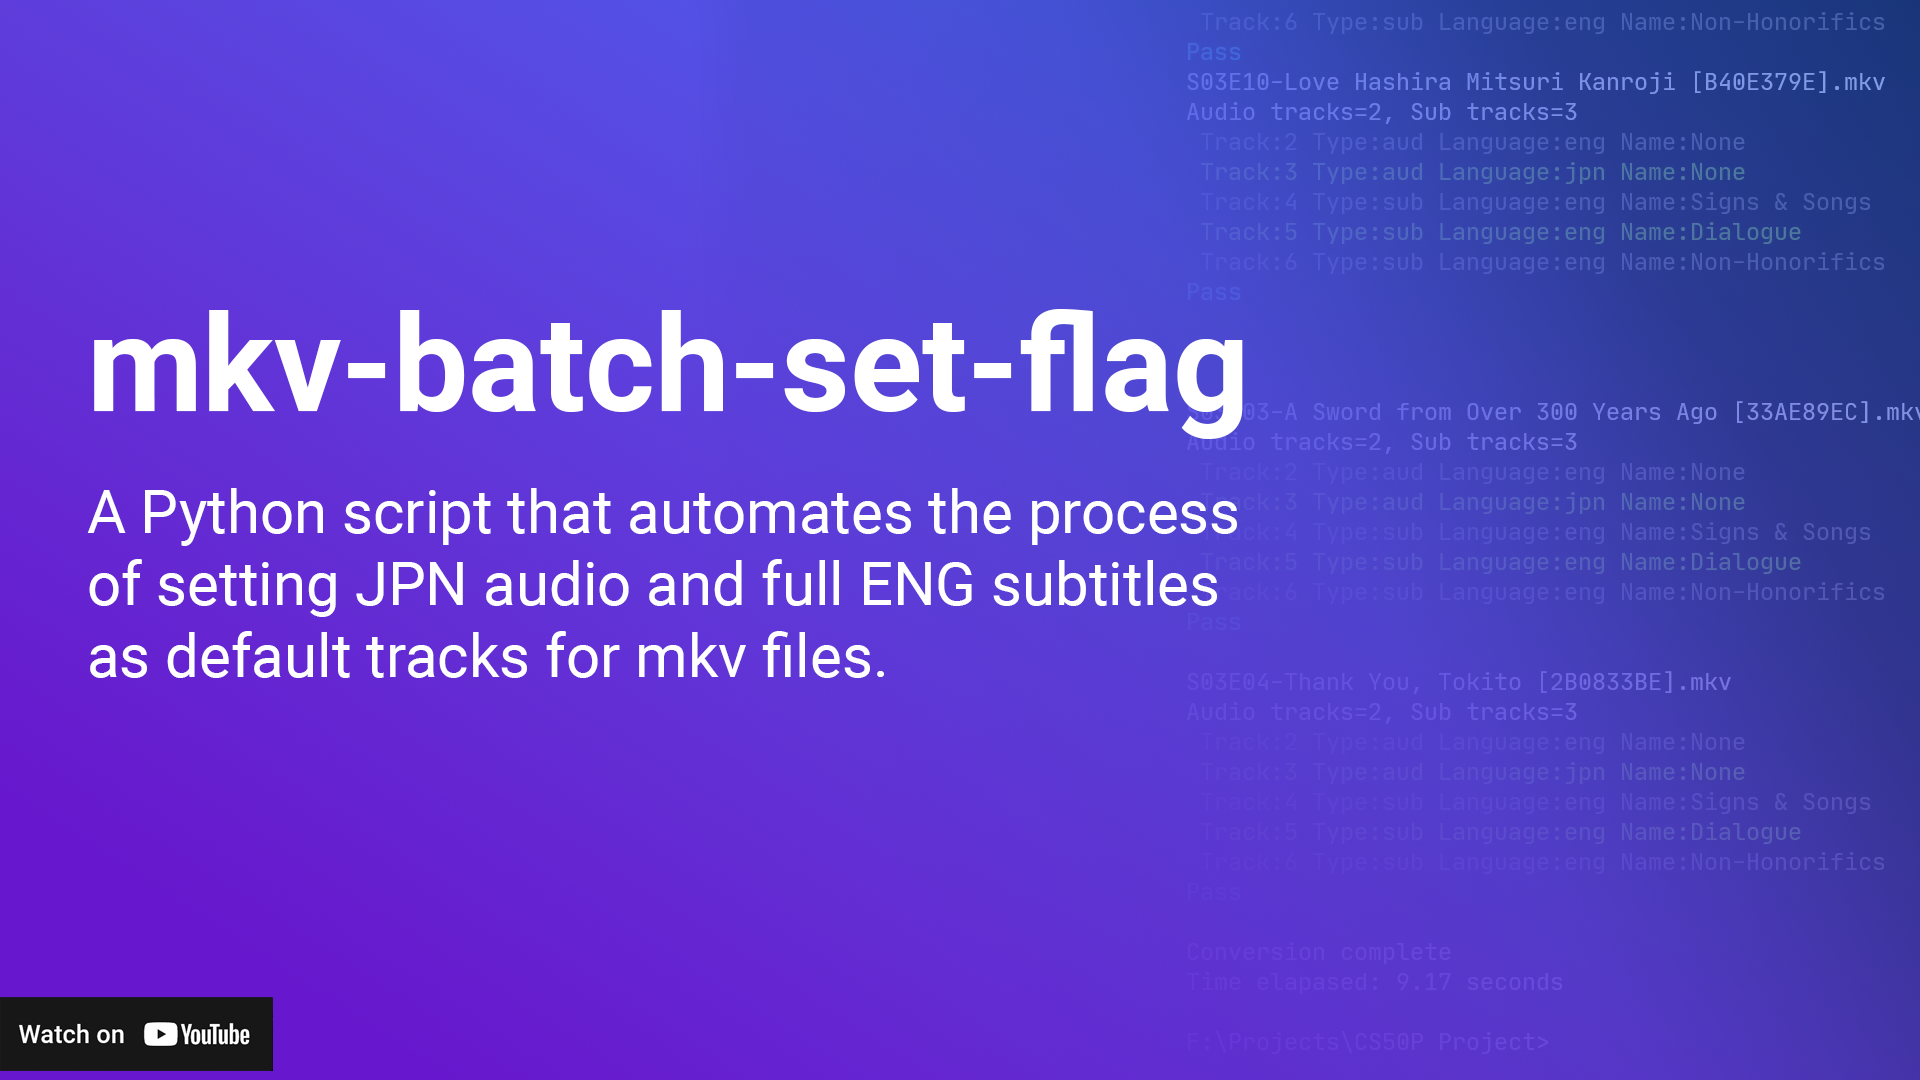 Track:6 Type:sub Language:eng Name:Non-Honorifics
Pass
S03E10-Love Hashira Mitsuri Kanroji [B40E379E].mkv
Audio tracks=2, Sub tracks=3
Track:2 Type:aud Language:eng Name:None
Track:3 Type:aud Language:jpn Name:None
Track:4 Type:sub Language:eng Name:Signs & Songs
Track:5 Type:sub Language:eng Name:Dialogue
Track:6 Type:sub Language:eng Name:Non-Honorifics
Pass
mkv-batch-set-flag
A Python script that automates the process
of setting JPN audio and full ENG subtitles
as default tracks for mkv files.
03-A Sword from Over 300 Years Ago [33AE89EC].mkv
Audio tracks=2, Sub tracks=3
Track:2 Type:aud Language:eng Name:None
Track:3 Type:aud Language:jpn Name:None
Track:4 Type:sub Language:eng Name:Signs & Songs
Track:5 Type:sub Language:eng Name:Dialogue
Track:6 Type:sub Language:eng Name:Non-Honorifics
Pass
S03E04-Thank You, Tokito [2B0833BE].mkv
Audio tracks=2, Sub tracks=3
Track:2 Type:aud Language:eng Name:None
Track:3 Type:aud Language:jpn Name:None
Track:4 Type:sub Language:eng Name:Signs & Songs
Track:5 Type:sub Language:eng Name:Dialogue
Track:6 Type:sub Language:eng Name:Non-Honorifics
Pass
Conversion complete
Time elapased: 9.17 seconds
F:\Projects\CS50P Project>
Watch on YouTube